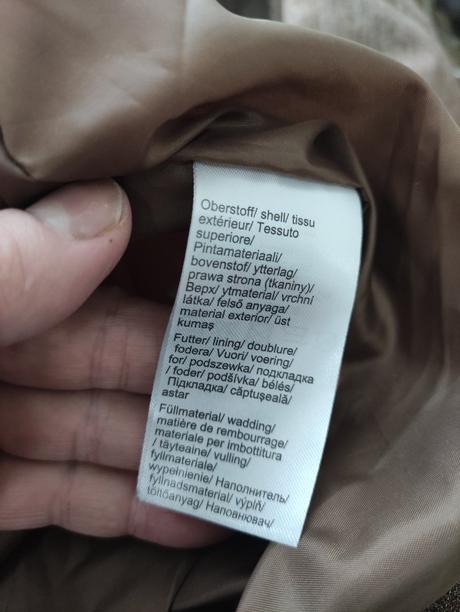 Oberstoff/ shell/ tissu
extérieur/ Tessuto
superiore/
Pintamateriaali/
bovenstof/ ytterlag/
prawa strona (tkaniny)/
Верх/ ytmaterial/ vrchní
látka/ felső anyaga/
material exterior/ üst
kumaş
Futter/ lining/ doublure/
fodera/ Vuori/ voering/
for/ podszewka/ подкладка
/ foder/ podšívka/ bélés/
Підкладка/ căptuşeală/
astar
Füllmaterial/ wadding/
matière de rembourrage/
materiale per imbottitura
/ täyteaine/ vulling/
fyllmateriale/
wypełnienie/ Наполнитель/
fyllnadsmaterial/ výplň/
töltőanyag/ Наповнювач/